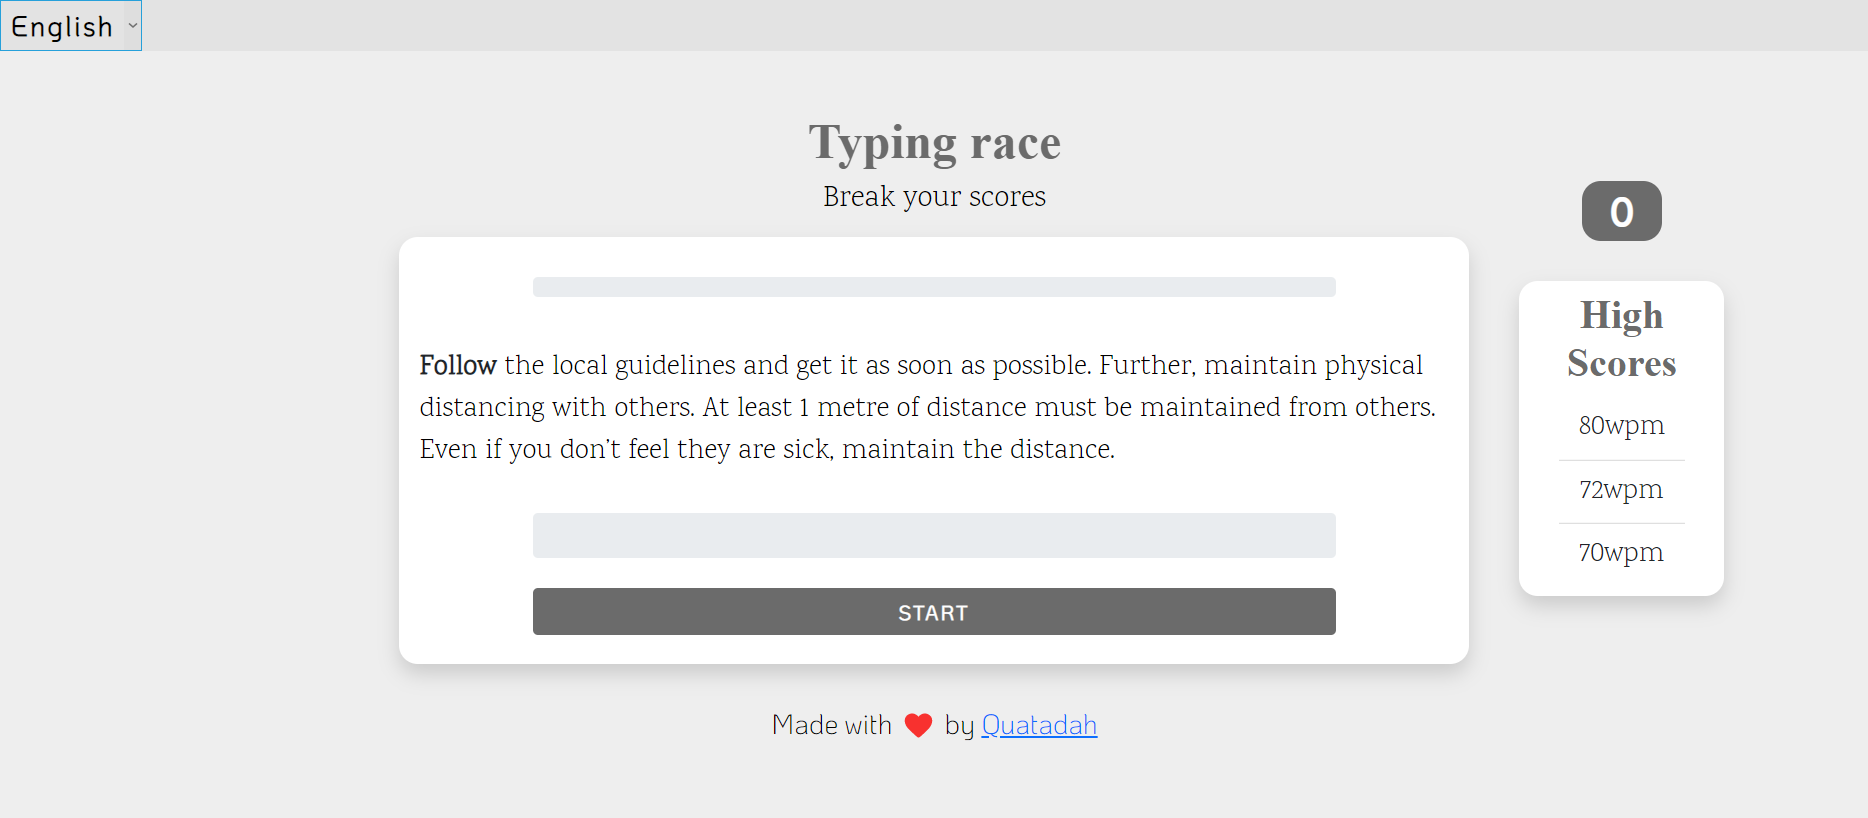 English
Typing race
Break your scores
0
Follow the local guidelines and get it as soon as possible. Further, maintain physical
distancing with others. At least 1 metre of distance must be maintained from others.
Even if you don't feel they are sick, maintain the distance.
START
High
Scores
80wpm
72wpm
70wpm
Made with ❤ by Quatadah